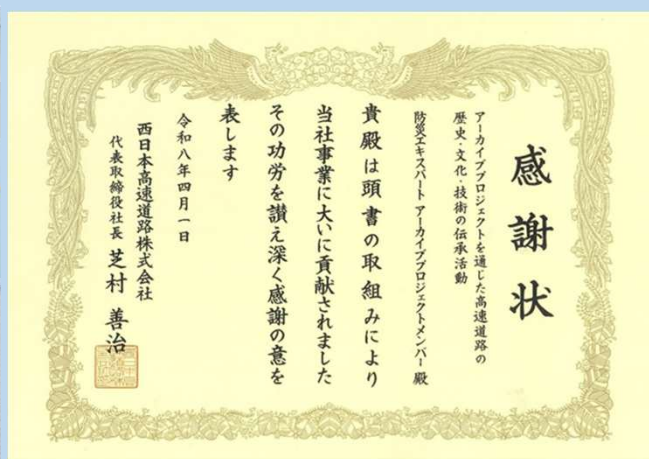 感謝状
アーカイブプロジェクトを通じた高速道路の
歴史・文化・技術の伝承活動
防災エキスパート アーカイブプロジェクトメンバー 殿
貴殿は頭書の取組みにより
当社事業に大いに貢献されました
その功労を讃え深く感謝の意を
表します
令和八年四月一日
西日本高速道路株式会社
代表取締役社長 芝村 善治